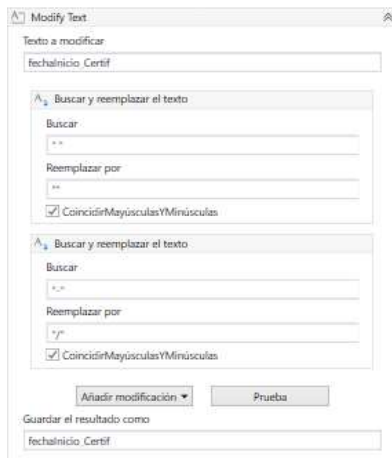 Modify Text
Texto a modificar
fechaInicio_Certif
Buscar y reemplazar el texto
Buscar
" "
Reemplazar por
""
CoincidirMayúsculasYMinúsculas
Buscar y reemplazar el texto
Buscar
"-"
Reemplazar por
"/"
CoincidirMayúsculasYMinúsculas
Añadir modificación Prueba
Guardar el resultado como
fechaInicio_Certif